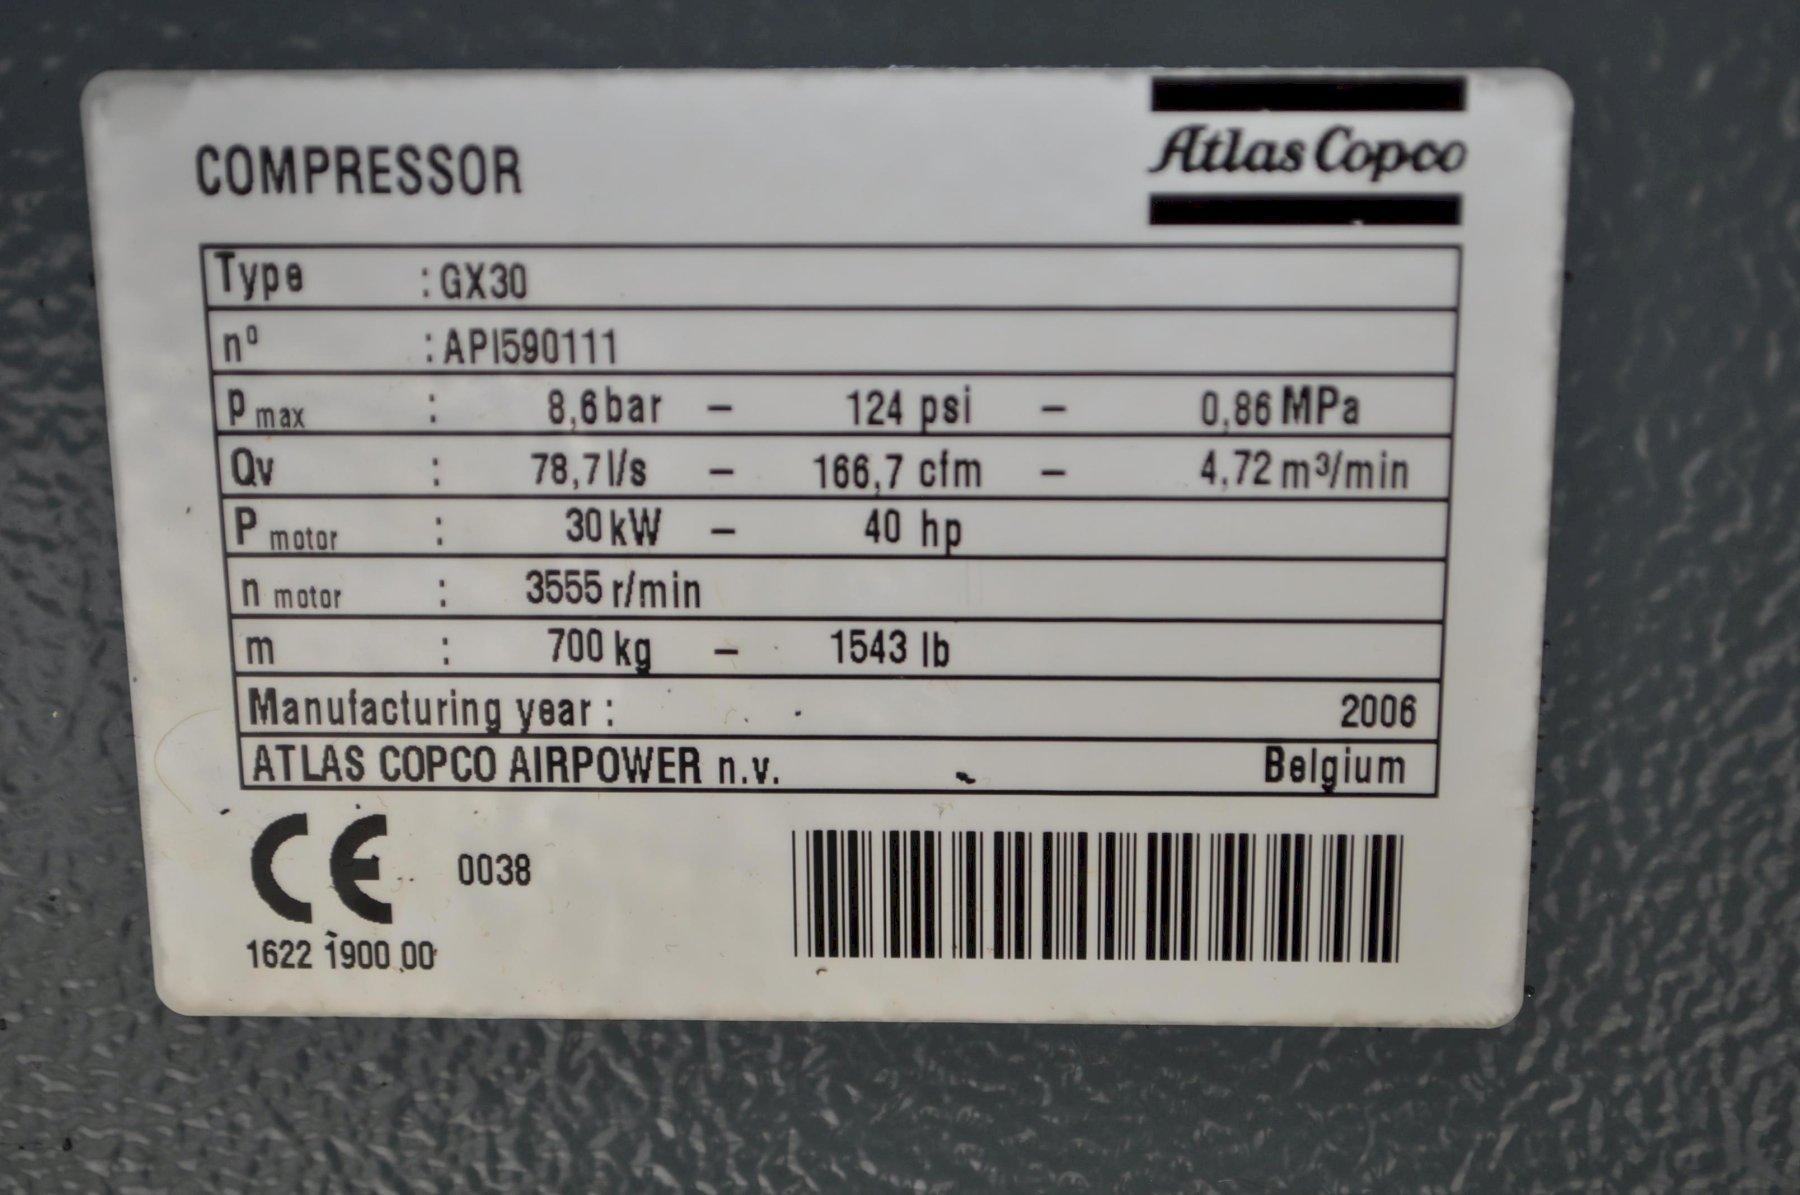 Atlas Copco
COMPRESSOR
Type : GX30
nº : API590111
P max : 8,6 bar – 124 psi – 0,86 MPa
Qv : 78,7 l/s – 166,7 cfm – 4,72 m³/min
P motor : 30 kW – 40 hp
n motor : 3555 r/min
m : 700 kg – 1543 lb
Manufacturing year : 2006
ATLAS COPCO AIRPOWER n.v. Belgium
CE 0038
1622 1900 00